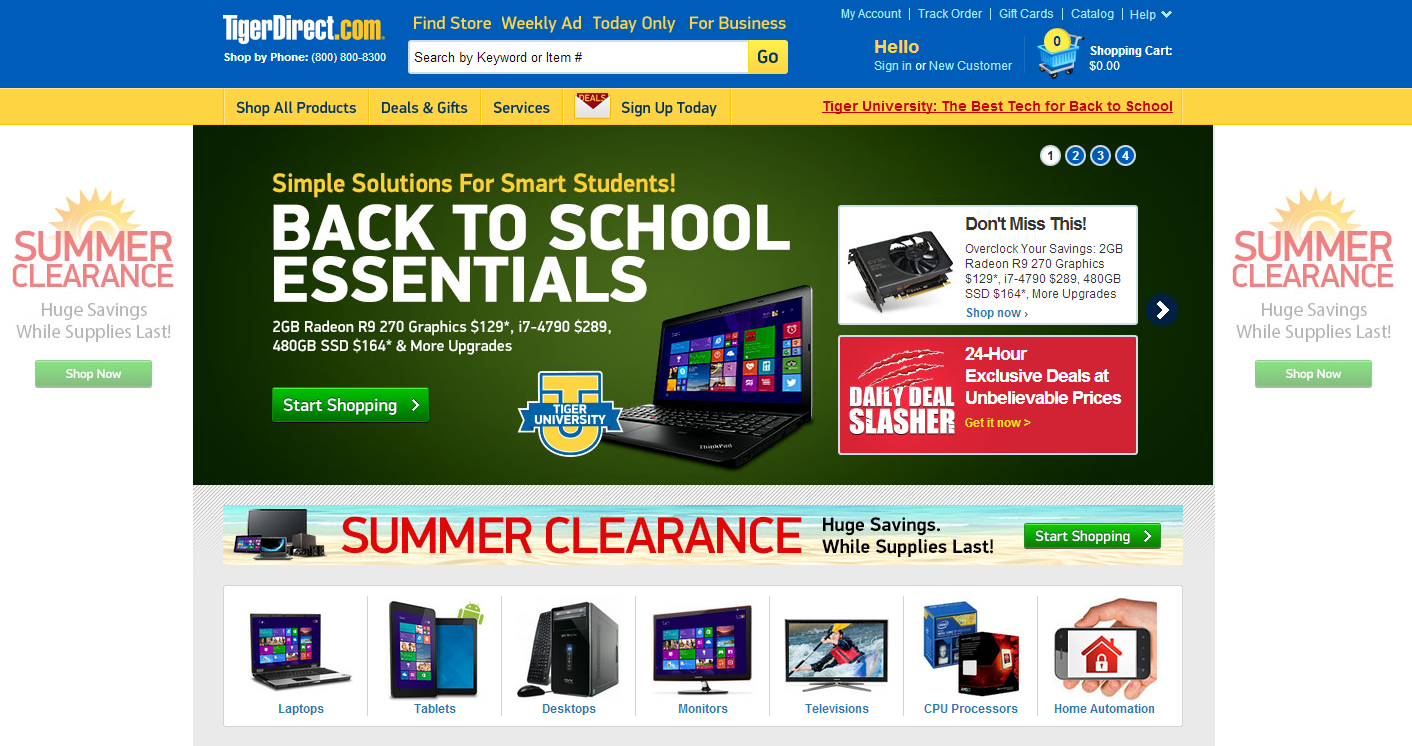 TigerDirect.com
Shop by Phone: (800) 800-8300
Find Store Weekly Ad Today Only For Business
Search by Keyword or Item #
Go
My Account | Track Order | Gift Cards | Catalog | Help
Hello
Sign in or New Customer
0
Shopping Cart:
$0.00
Shop All Products
Deals & Gifts
Services
DEALS
Sign Up Today
Tiger University: The Best Tech for Back to School
SUMMER
CLEARANCE
Huge Savings
While Supplies Last!
Shop Now
1 2 3 4
Simple Solutions For Smart Students!
BACK TO SCHOOL
ESSENTIALS
2GB Radeon R9 270 Graphics $129*, i7-4790 $289,
480GB SSD $164* & More Upgrades
Start Shopping
TIGER
UNIVERSITY
U
ThinkPad
Don't Miss This!
Overclock Your Savings: 2GB
Radeon R9 270 Graphics
$129*, i7-4790 $289, 480GB
SSD $164*, More Upgrades
Shop now ›
DAILY DEAL
SLASHER
24-Hour
Exclusive Deals at
Unbelievable Prices
Get it now >
SUMMER
CLEARANCE
Huge Savings
While Supplies Last!
Shop Now
SUMMER CLEARANCE
Huge Savings.
While Supplies Last!
Start Shopping
Laptops
Tablets
Desktops
Monitors
Televisions
CPU Processors
Home Automation